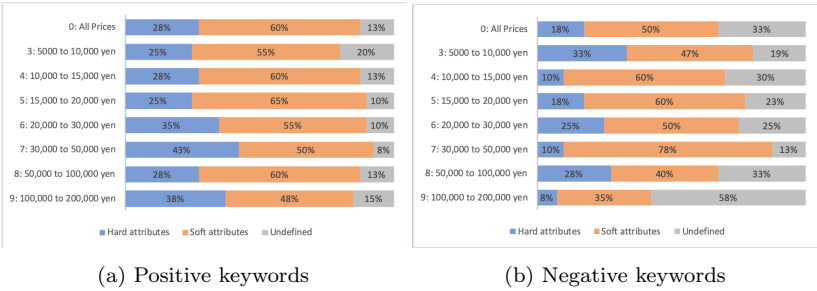 0: All Prices 28% 60% 13%
3: 5000 to 10,000 yen 25% 55% 20%
4: 10,000 to 15,000 yen 28% 60% 13%
5: 15,000 to 20,000 yen 25% 65% 10%
6: 20,000 to 30,000 yen 35% 55% 10%
7: 30,000 to 50,000 yen 43% 50% 8%
8: 50,000 to 100,000 yen 28% 60% 13%
9: 100,000 to 200,000 yen 38% 48% 15%
Hard attributes Soft attributes Undefined
(a) Positive keywords
0: All Prices 18% 50% 33%
3: 5000 to 10,000 yen 33% 47% 19%
4: 10,000 to 15,000 yen 10% 60% 30%
5: 15,000 to 20,000 yen 18% 60% 23%
6: 20,000 to 30,000 yen 25% 50% 25%
7: 30,000 to 50,000 yen 10% 78% 13%
8: 50,000 to 100,000 yen 28% 40% 33%
9: 100,000 to 200,000 yen 8% 35% 58%
Hard attributes Soft attributes Undefined
(b) Negative keywords